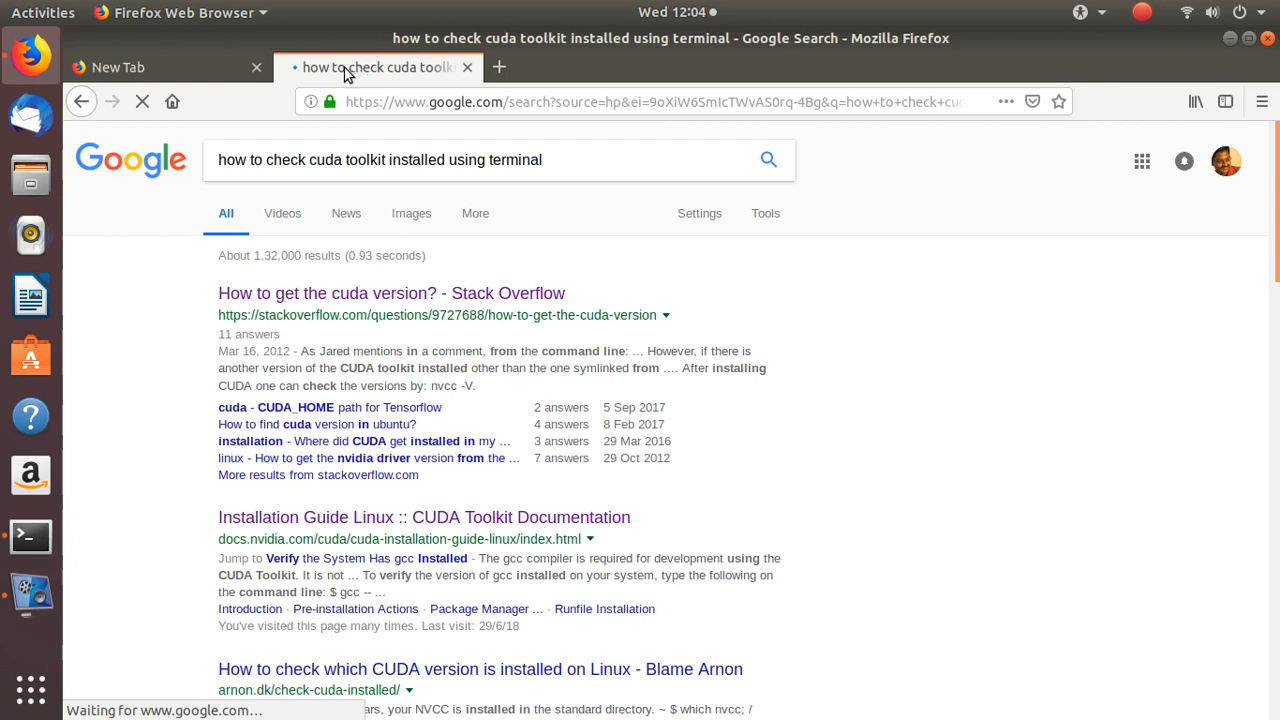 Activities
Firefox Web Browser
Wed 12:04
how to check cuda toolkit installed using terminal - Google Search - Mozilla Firefox
New Tab
how to check cuda toolki
https://www.google.com/search?source=hp&ei=9oXiW6SmIcTWvAS0rq-4Bg&q=how+to+check+cud
Google
how to check cuda toolkit installed using terminal
All
Videos
News
Images
More
Settings
Tools
About 1,32,000 results (0.93 seconds)
How to get the cuda version? - Stack Overflow
https://stackoverflow.com/questions/9727688/how-to-get-the-cuda-version
11 answers
Mar 16, 2012 - As Jared mentions in a comment, from the command line: ... However, if there is
another version of the CUDA toolkit installed other than the one symlinked from .... After installing
CUDA one can check the versions by: nvcc -V.
cuda - CUDA_HOME path for Tensorflow 2 answers 5 Sep 2017
How to find cuda version in ubuntu? 4 answers 8 Feb 2017
installation - Where did CUDA get installed in my ... 3 answers 29 Mar 2016
linux - How to get the nvidia driver version from the ... 7 answers 29 Oct 2012
More results from stackoverflow.com
Installation Guide Linux :: CUDA Toolkit Documentation
docs.nvidia.com/cuda/cuda-installation-guide-linux/index.html
Jump to Verify the System Has gcc Installed - The gcc compiler is required for development using the
CUDA Toolkit. It is not ... To verify the version of gcc installed on your system, type the following on
the command line: $ gcc -- ...
Introduction · Pre-installation Actions · Package Manager ... · Runfile Installation
You've visited this page many times. Last visit: 29/6/18
How to check which CUDA version is installed on Linux - Blame Arnon
arnon.dk/check-cuda-installed/
ars, your NVCC is installed in the standard directory. ~ $ which nvcc; /
Waiting for www.google.com…